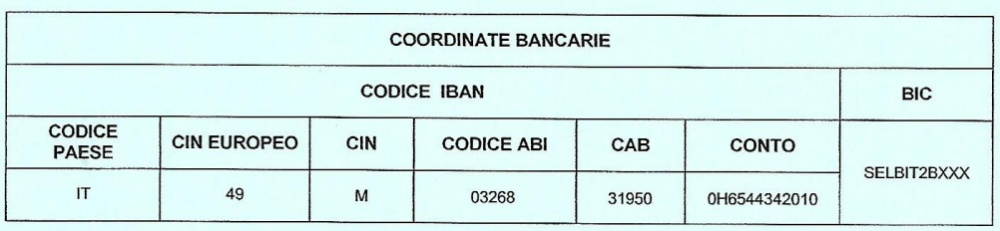 COORDINATE BANCARIE
CODICE IBAN BIC
CODICE PAESE CIN EUROPEO CIN CODICE ABI CAB CONTO
SELBIT2BXXX
IT 49 M 03268 31950 0H6544342010